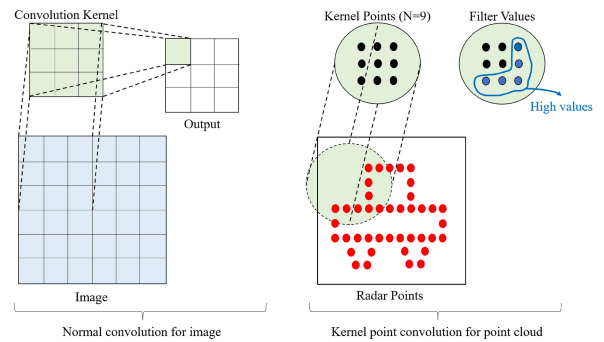 Convolution Kernel
Output
Image
Normal convolution for image
Kernel Points (N=9)
Filter Values
High values
Radar Points
Kernel point convolution for point cloud